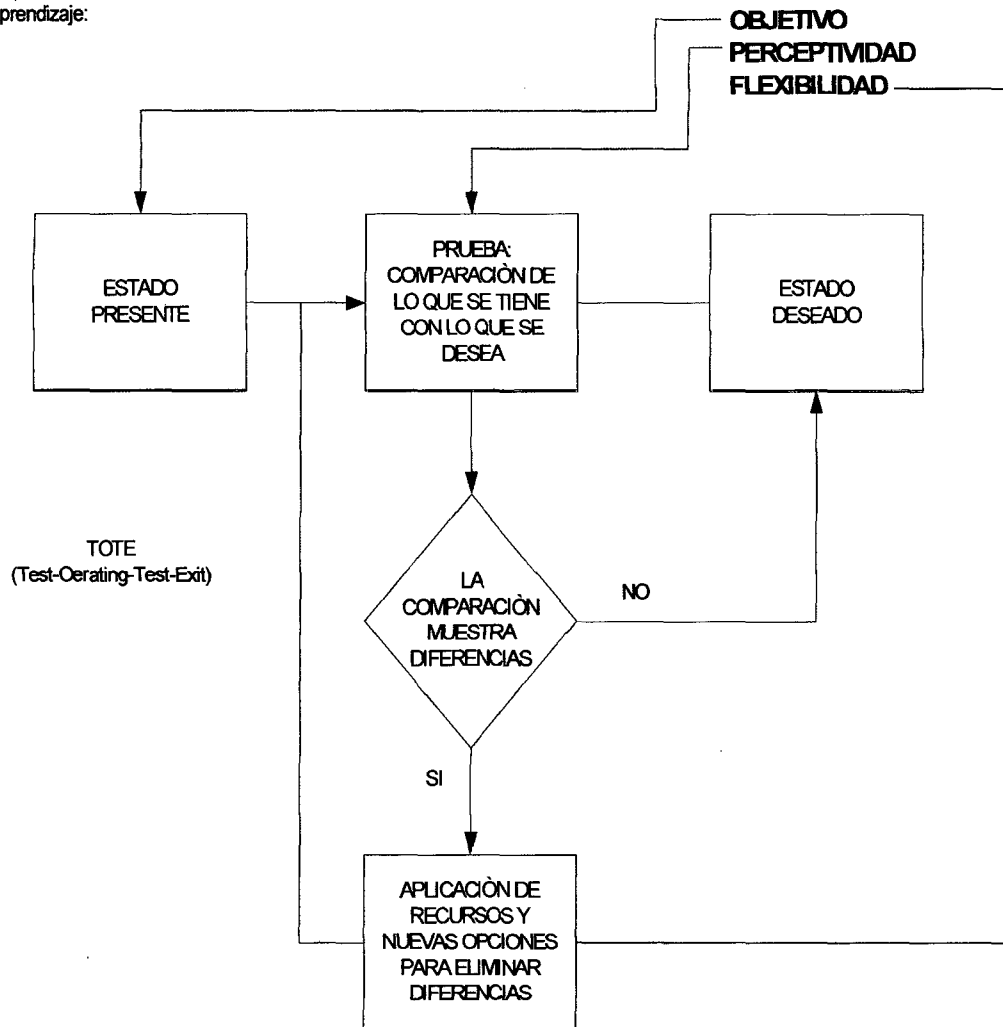 prendizaje:
OBJETIVO
PERCEPTIVIDAD
FLEXIBILIDAD
ESTADO
PRESENTE
PRUEBA:
COMPARACIÒN DE
LO QUE SE TIENE
CON LO QUE SE
DESEA
ESTADO
DESEADO
TOTE
(Test-Oerating-Test-Exit)
LA
COMPARACIÒN
MUESTRA
DIFERENCIAS
NO
SI
APLICACIÒN DE
RECURSOS Y
NUEVAS OPCIONES
PARA ELIMINAR
DIFERENCIAS